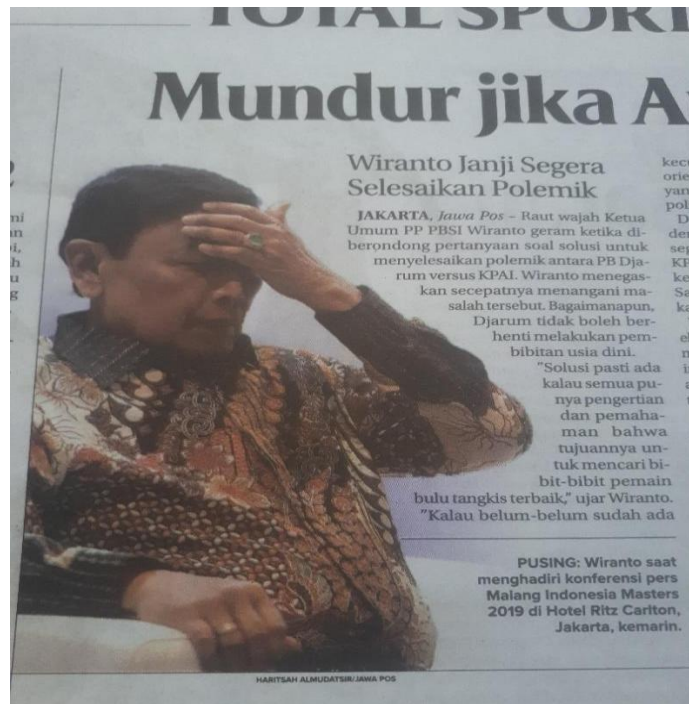 TOTAL SPORT
Mundur jika A
Wiranto Janji Segera
Selesaikan Polemik
JAKARTA, Jawa Pos – Raut wajah Ketua
Umum PP PBSI Wiranto geram ketika di-
berondong pertanyaan soal solusi untuk
menyelesaikan polemik antara PB Dja-
rum versus KPAI. Wiranto menegas-
kan secepatnya menangani ma-
salah tersebut. Bagaimanapun,
Djarum tidak boleh ber-
henti melakukan pem-
bibitan usia dini.
"Solusi pasti ada
kalau semua pu-
nya pengertian
dan pemaha-
man bahwa
tujuannya un-
tuk mencari bi-
bit-bibit pemain
bulu tangkis terbaik," ujar Wiranto.
"Kalau belum-belum sudah ada
PUSING: Wiranto saat
menghadiri konferensi pers
Malang Indonesia Masters
2019 di Hotel Ritz Carlton,
Jakarta, kemarin.
HARITSAH ALMUDATSIR/JAWA POS